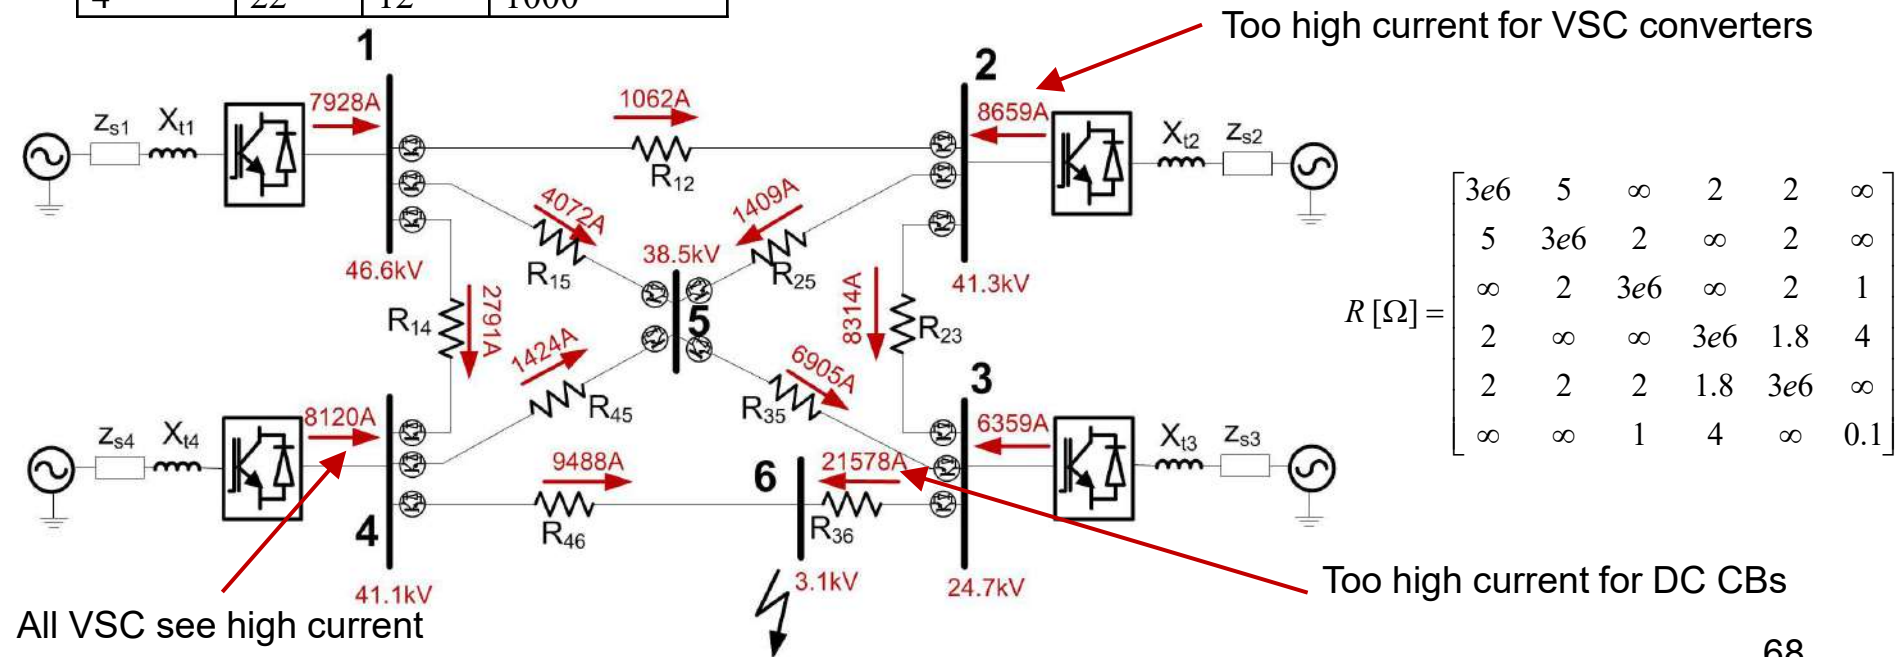 4 22 12 1000
Too high current for VSC converters
1
2
7928A
1062A
8659A
Zs1
Xt1
R12
Xt2
Zs2
4072A
1409A
38.5kV
46.6kV
R15
R25
41.3kV
R14
2791A
5
8314A
R23
R [Ω] =
3e6 5 ∞ 2 2 ∞
5 3e6 2 ∞ 2 ∞
∞ 2 3e6 ∞ 2 1
2 ∞ ∞ 3e6 1.8 4
2 2 2 1.8 3e6 ∞
∞ ∞ 1 4 ∞ 0.1
1424A
6905A
3
8120A
R45
R35
6359A
Zs4
Xt4
Xt3
Zs3
9488A
6
21578A
4
R46
R36
3.1kV
24.7kV
41.1kV
Too high current for DC CBs
All VSC see high current
68